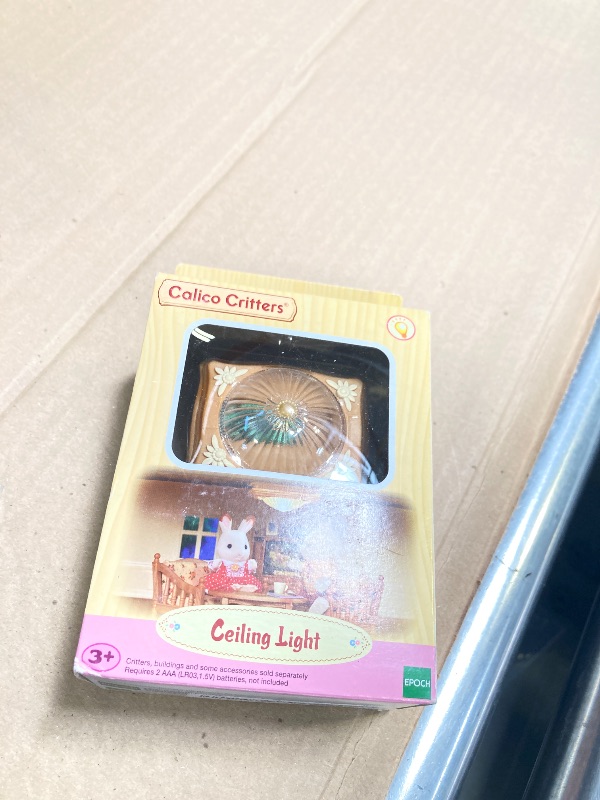 Calico Critters®
Ceiling Light
3+
Critters, buildings and some accessories sold separately
Requires 2 AAA (LR03,1.5V) batteries, not included
EPOCH